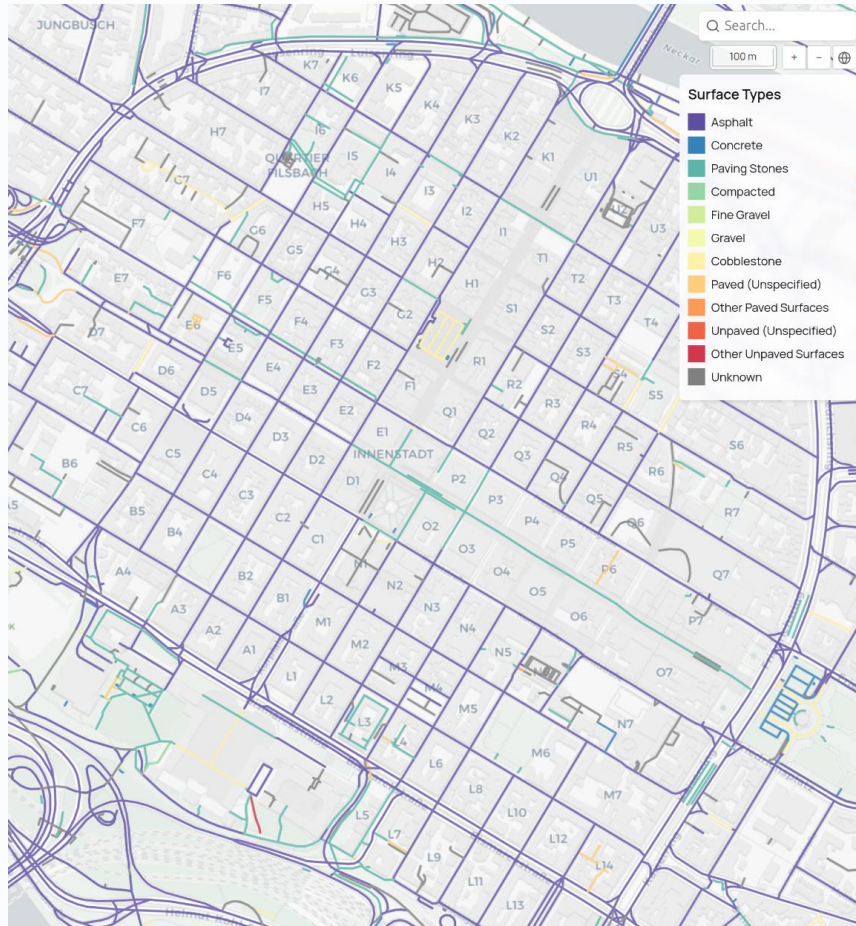 JUNGBUSCH
Neckar
Search...
100 m
+
−
Surface Types
Asphalt
Concrete
Paving Stones
Compacted
Fine Gravel
Gravel
Cobblestone
Paved (Unspecified)
Other Paved Surfaces
Unpaved (Unspecified)
Other Unpaved Surfaces
Unknown
Luisenring
K7
K6
K5
K4
K3
K2
K1
I7
I6
I5
I4
I3
I2
I1
U1
U3
H7
QUARTIER
FILSBACH
H5
H4
H3
H2
H1
T1
T2
T3
T4
G7
G6
G5
G4
G3
G2
S1
S2
S3
S4
S5
S6
F7
F6
F5
F3
F2
F1
R1
R2
R3
R4
R5
R6
R7
E7
E6
E5
E4
E3
E2
E1
INNENSTADT
Q1
Q2
Q3
Q4
Q5
Q6
Q7
D7
D6
D5
D4
D3
D2
D1
P2
P3
P4
P5
P6
P7
C7
C6
C5
C4
C3
C2
C1
O2
O3
O4
O5
O6
O7
B6
B5
B4
B2
B1
N1
N2
N3
N4
N5
N7
A5
A4
A3
A2
A1
M1
M2
M3
M4
M5
M6
M7
L1
L2
L3
L4
L5
L6
L7
L8
L9
L10
L11
L12
L13
L14